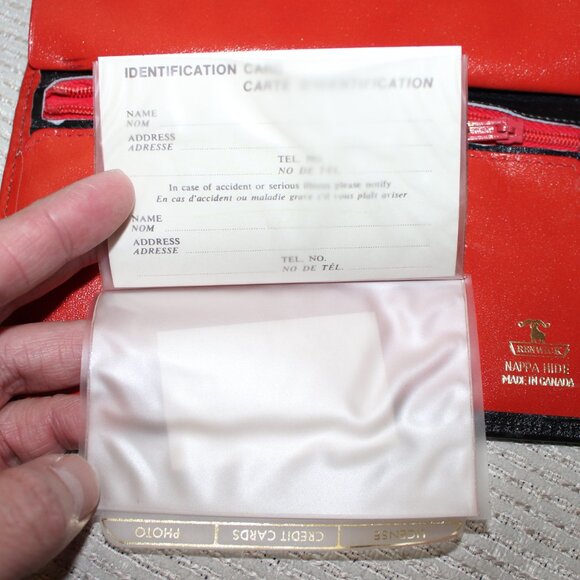 IDENTIFICATION CARD
CARTE D'IDENTIFICATION
NAME
NOM
ADDRESS
ADRESSE
TEL. NO.
NO DE TÉL.
In case of accident or serious illness please notify
En cas d'accident ou maladie grave s'il vous plaît aviser
NAME
NOM
ADDRESS
ADRESSE
TEL. NO.
NO DE TÉL.
RENWICK
NAPPA HIDE
MADE IN CANADA
PHOTO
CREDIT CARDS
LICENSE